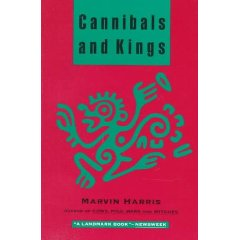 Cannibals
and Kings
MARVIN HARRIS
AUTHOR OF COWS, PIGS, WARS AND WITCHES
"A LANDMARK BOOK"—NEWSWEEK